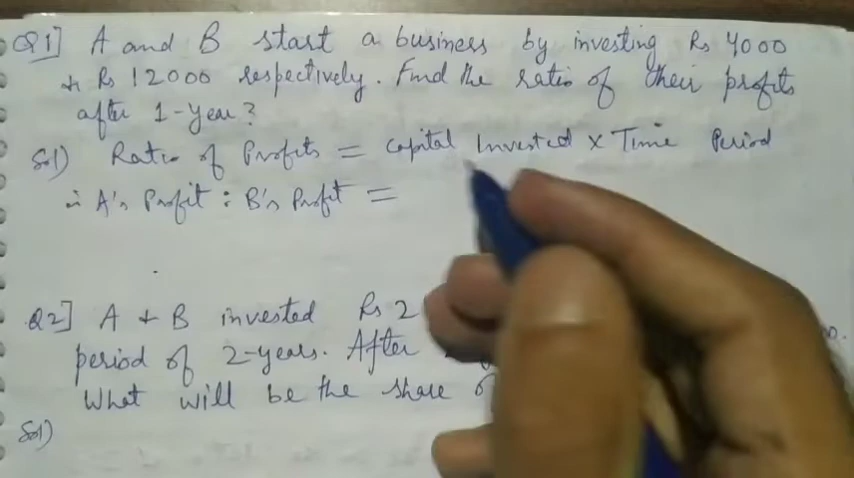 Q1] A and B start a business by investing Rs 4000
& Rs 12000 respectively. Find the ratio of their profits
after 1-year?
Sol) Ratio of Profits = Capital Invested × Time Period
∴ A's Profit : B's Profit =
Q2] A & B invested Rs 2
period of 2-years. After
What will be the share of
Sol)